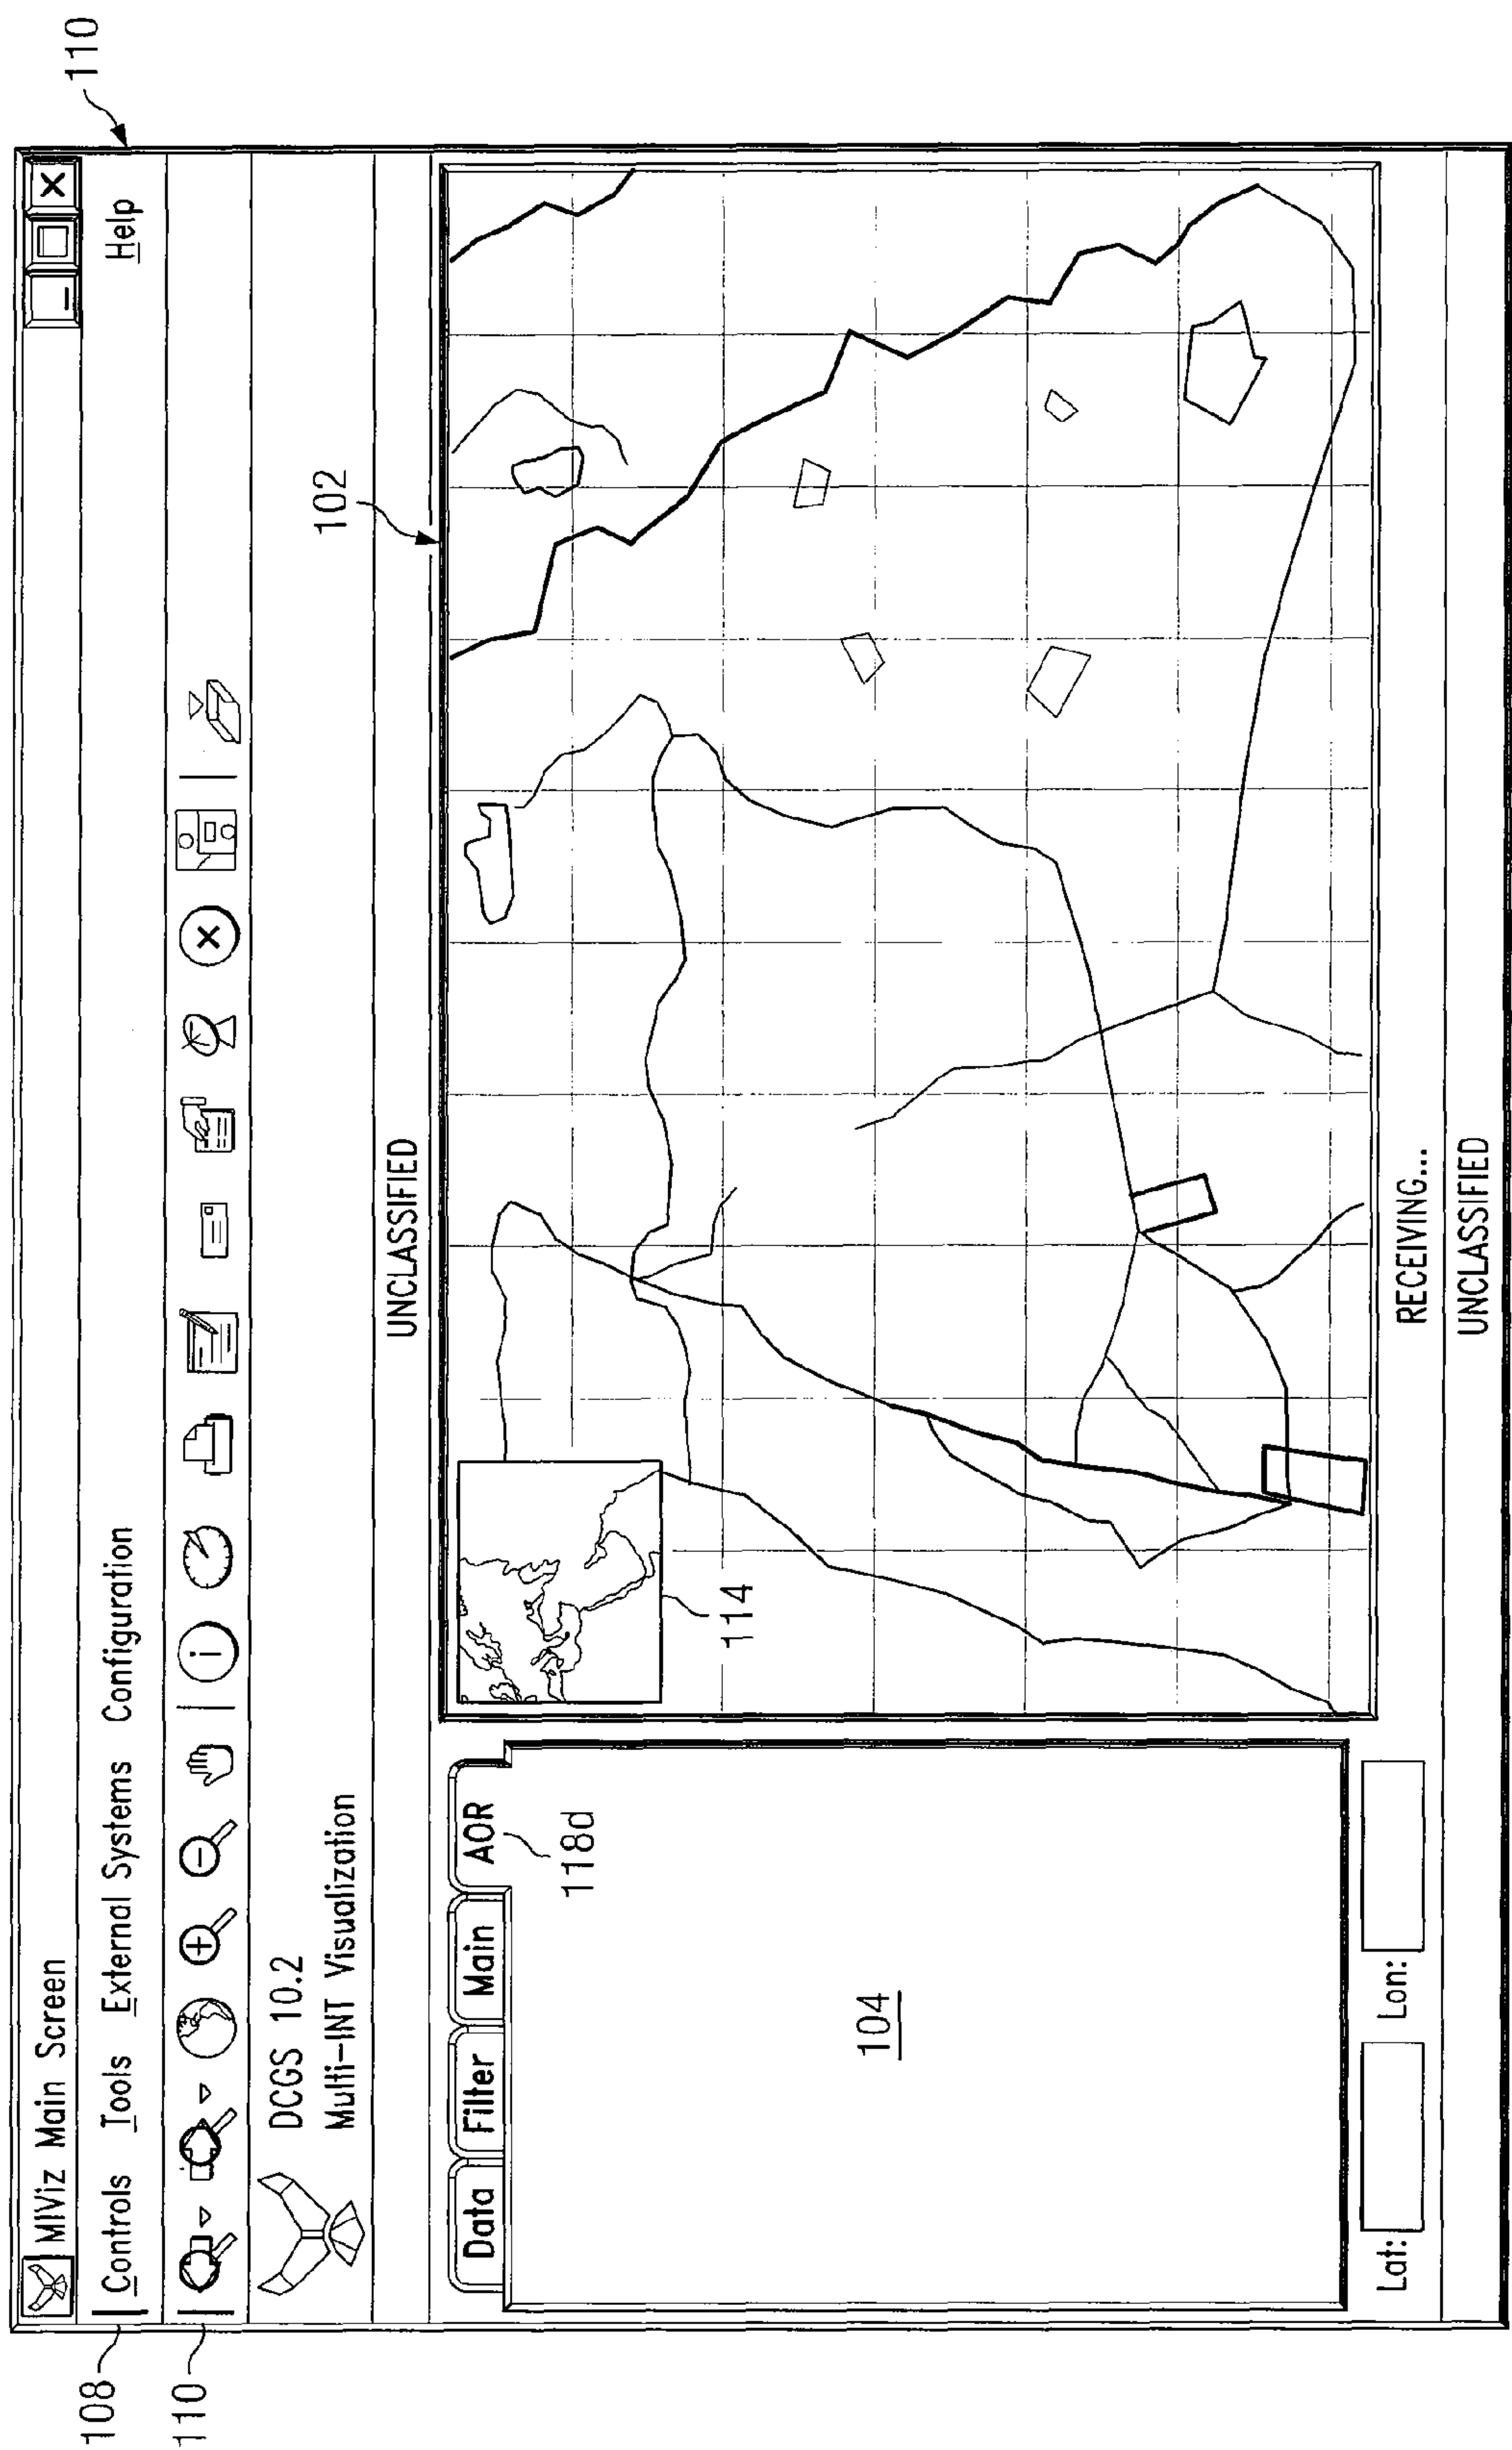 110
MIViz Main Screen
108
Controls Tools External Systems Configuration Help
110
DCGS 10.2
Multi-INT Visualization
102
UNCLASSIFIED
Data Filter Main AOR
118d
114
104
Lat: Lon:
RECEIVING...
UNCLASSIFIED